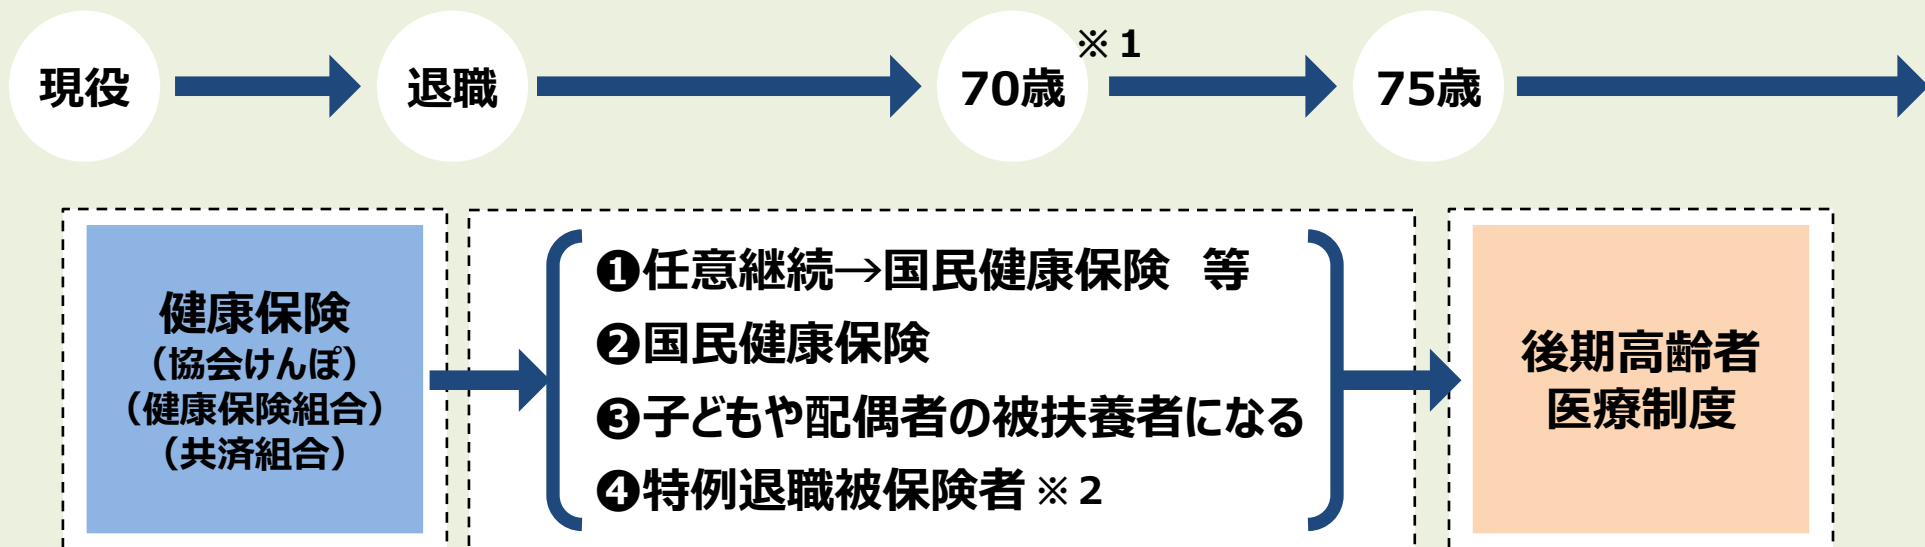 現役
退職
70歳
※１
75歳
健康保険
（協会けんぽ）
（健康保険組合）
（共済組合）
❶任意継続→国民健康保険　等
❷国民健康保険
❸子どもや配偶者の被扶養者になる
❹特例退職被保険者※２
後期高齢者
医療制度